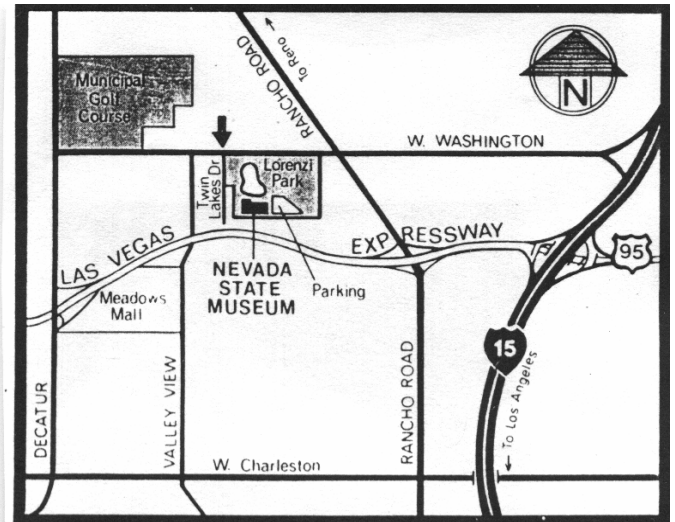 To Reno
RANCHO ROAD
Municipal
Golf
Course
N
W. WASHINGTON
Twin
Lakes Dr
Lorenzi
Park
LAS VEGAS EXPRESSWAY
95
NEVADA
STATE
MUSEUM
Parking
Meadows
Mall
15
To Los Angeles
DECATUR
VALLEY VIEW
RANCHO ROAD
W. Charleston